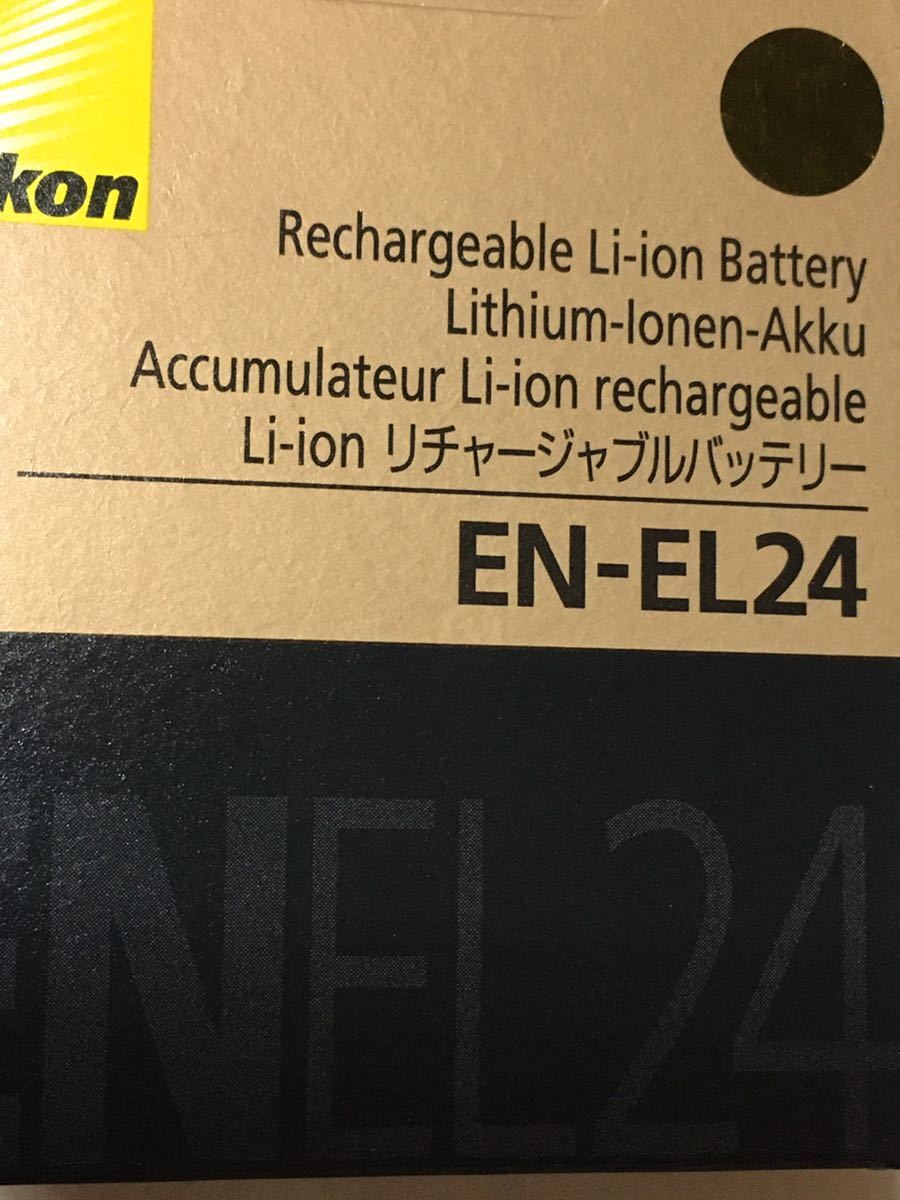 kon
Rechargeable Li-ion Battery
Lithium-Ionen-Akku
Accumulateur Li-ion rechargeable
Li-ion リチャージャブルバッテリー
EN-EL24
NEL24